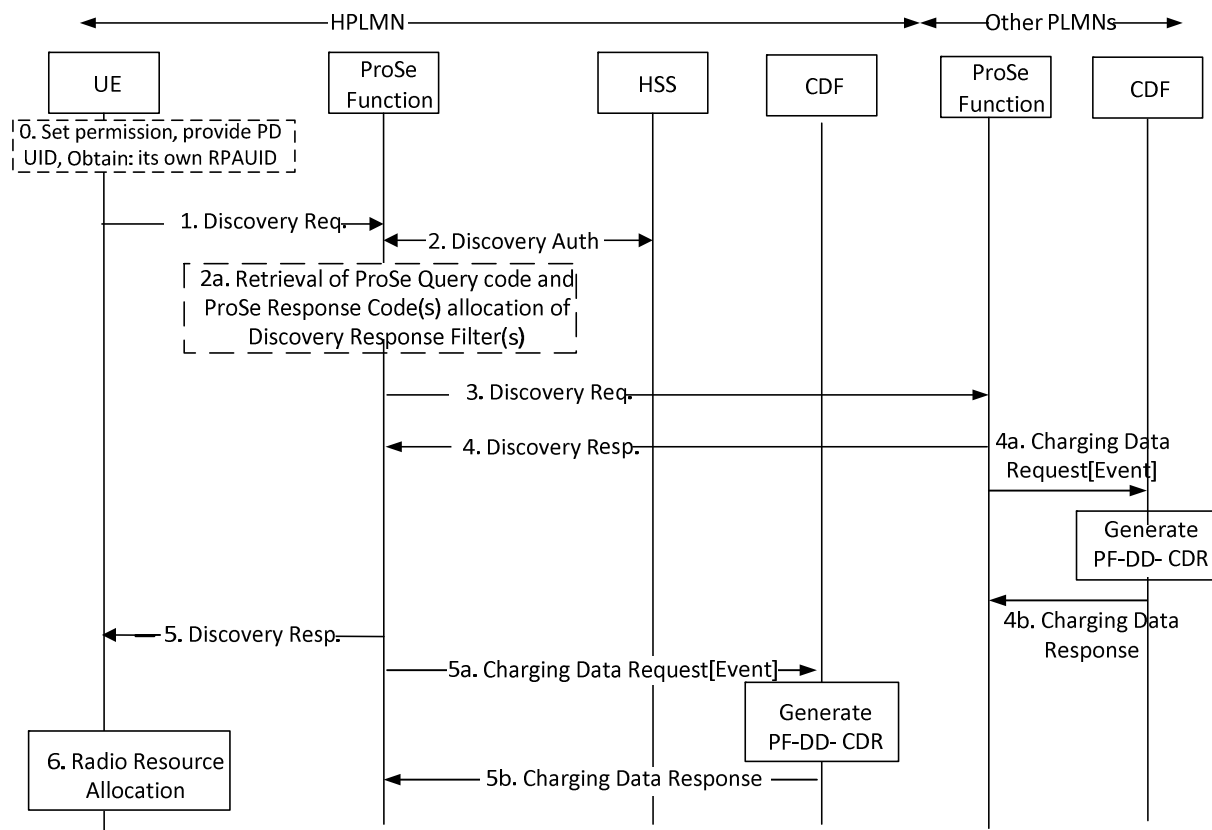 HPLMN
Other PLMNs
UE
ProSe
Function
HSS
CDF
ProSe
Function
CDF
0. Set permission, provide PD
UID, Obtain: its own RPAUID
1. Discovery Req.
2. Discovery Auth
2a. Retrieval of ProSe Query code and
ProSe Response Code(s) allocation of
Discovery Response Filter(s)
3. Discovery Req.
4. Discovery Resp.
4a. Charging Data
Request[Event]
Generate
PF-DD- CDR
4b. Charging Data
Response
5. Discovery Resp.
5a. Charging Data Request[Event]
Generate
PF-DD- CDR
6. Radio Resource
Allocation
5b. Charging Data Response